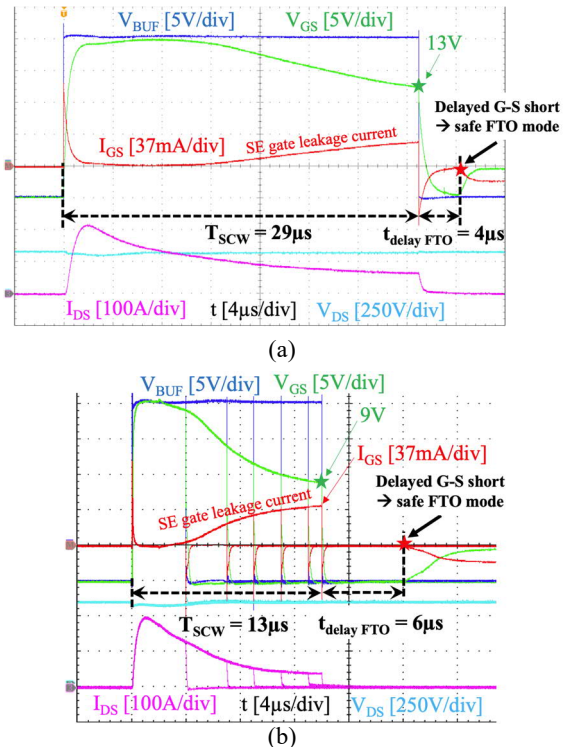 V_BUF [5V/div] V_GS [5V/div]
13V
Delayed G-S short
→ safe FTO mode
I_GS [37mA/div] SE gate leakage current
T_SCW = 29µs t_delay FTO = 4µs
I_DS [100A/div] t [4µs/div] V_DS [250V/div]
(a)
V_BUF [5V/div] V_GS [5V/div]
9V
I_GS [37mA/div]
Delayed G-S short
→ safe FTO mode
SE gate leakage current
T_SCW = 13µs t_delay FTO = 6µs
I_DS [100A/div] t [4µs/div] V_DS [250V/div]
(b)